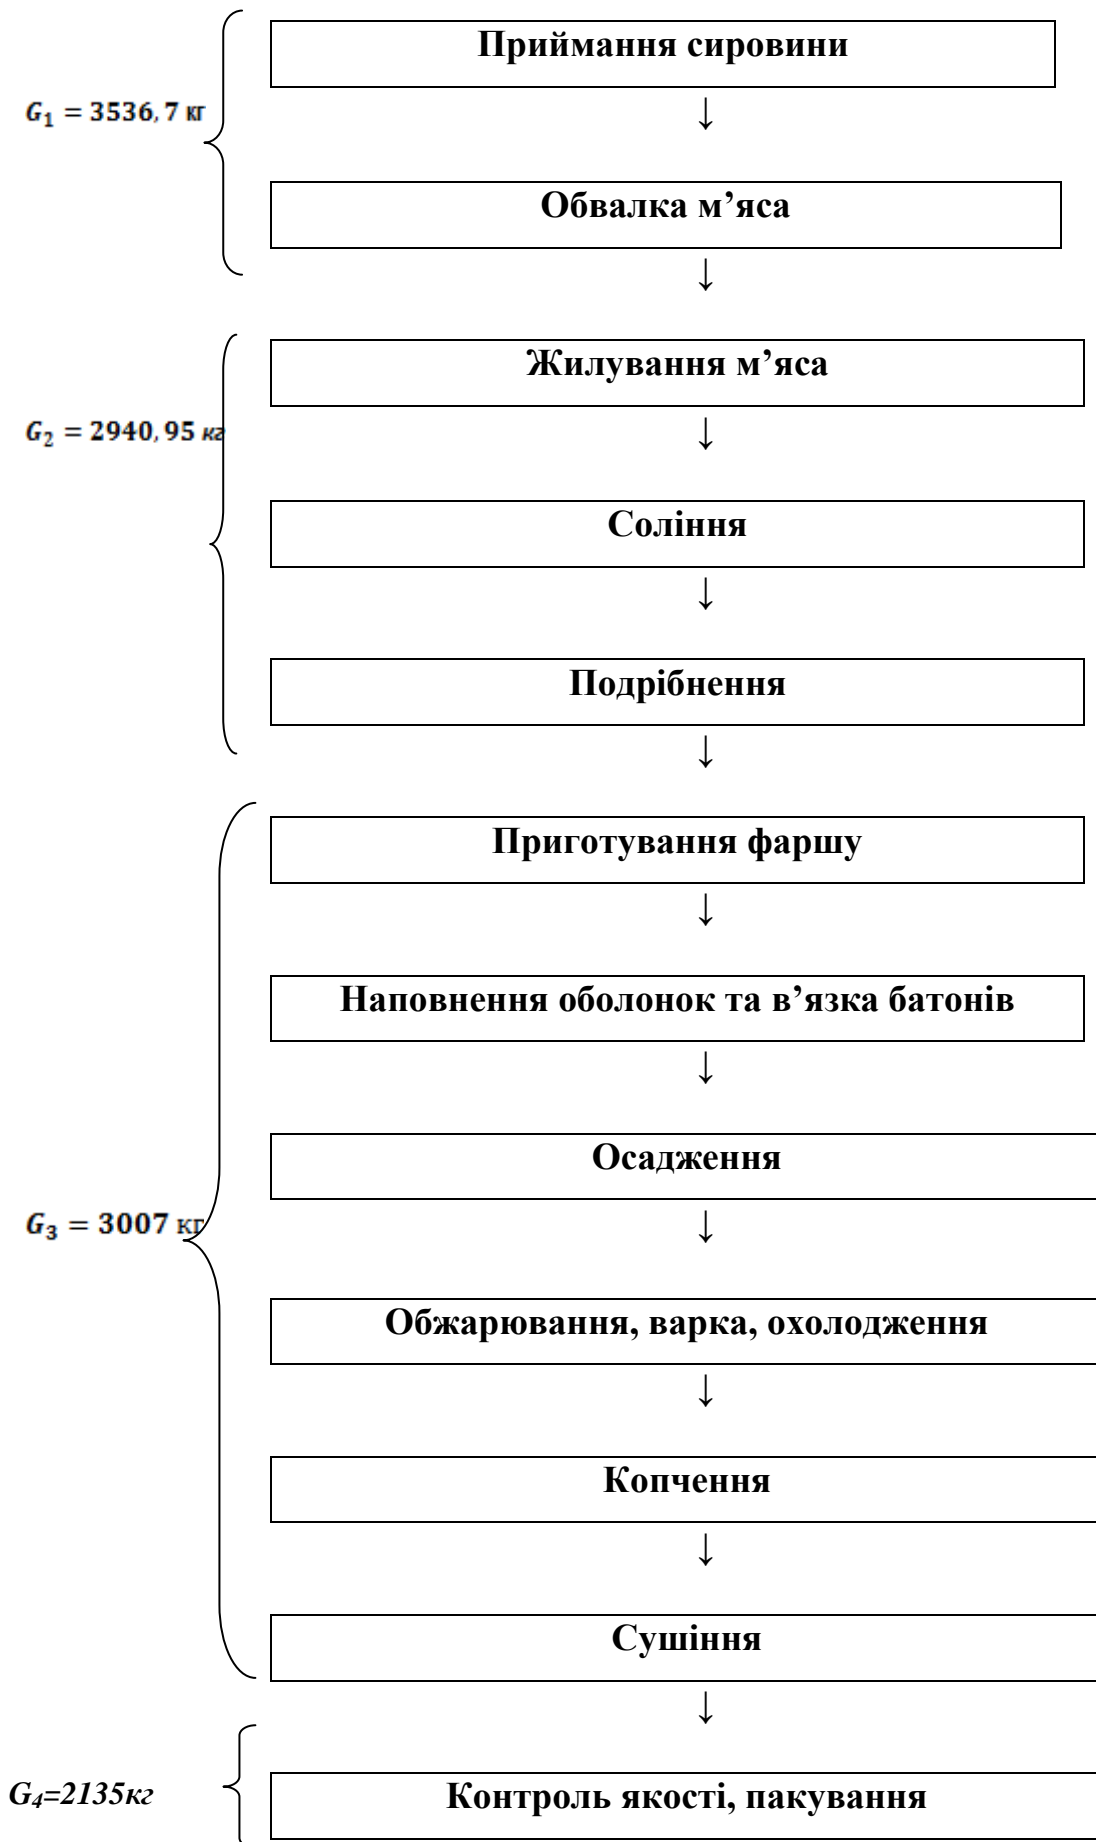 Приймання сировини
G₁ = 3536,7 кг
↓
Обвалка м’яса
↓
Жилування м’яса
G₂ = 2940,95 кг
↓
Соління
↓
Подрібнення
↓
Приготування фаршу
↓
Наповнення оболонок та в’язка батонів
↓
Осадження
G₃ = 3007 кг
↓
Обжарювання, варка, охолодження
↓
Копчення
↓
Сушіння
↓
G₄=2135кг
Контроль якості, пакування